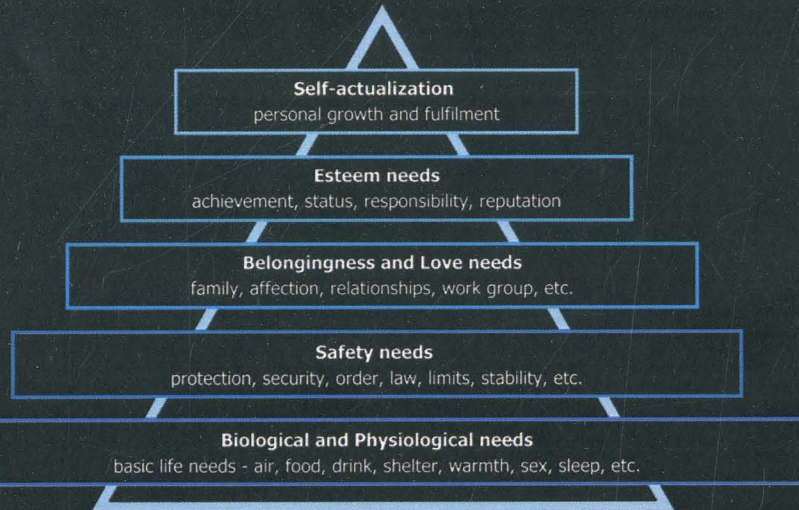 Self-actualization
personal growth and fulfilment
Esteem needs
achievement, status, responsibility, reputation
Belongingness and Love needs
family, affection, relationships, work group, etc.
Safety needs
protection, security, order, law, limits, stability, etc.
Biological and Physiological needs
basic life needs - air, food, drink, shelter, warmth, sex, sleep, etc.